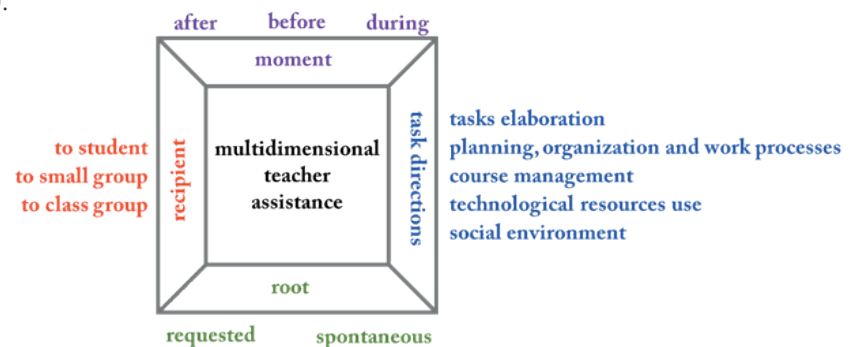 after before during
moment
to student
to small group
to class group
recipient
multidimensional
teacher
assistance
task directions
tasks elaboration
planning, organization and work processes
course management
technological resources use
social environment
root
requested spontaneous